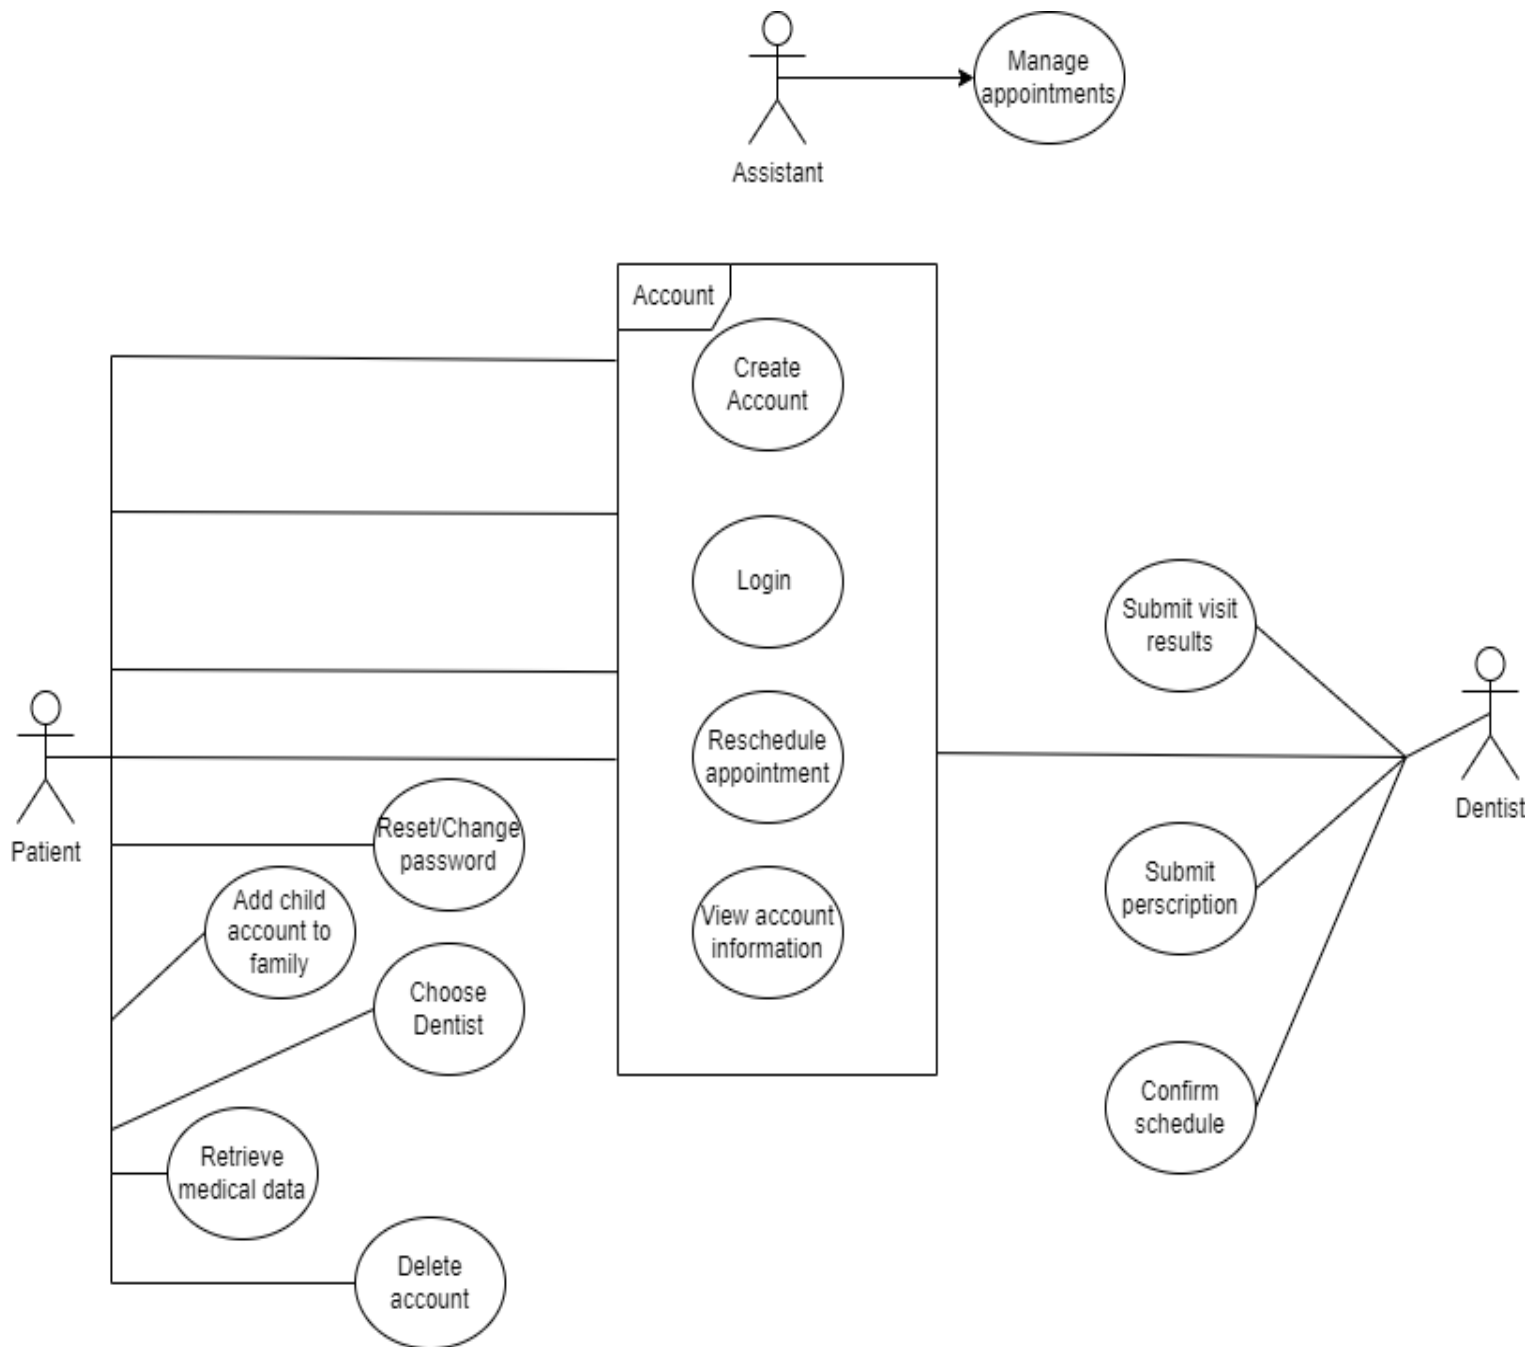 Manage
appointments
Assistant
Account
Create
Account
Login
Submit visit
results
Reschedule
appointment
Dentist
Patient
Reset/Change
password
Submit
perscription
Add child
account to
family
View account
information
Choose
Dentist
Confirm
schedule
Retrieve
medical data
Delete
account